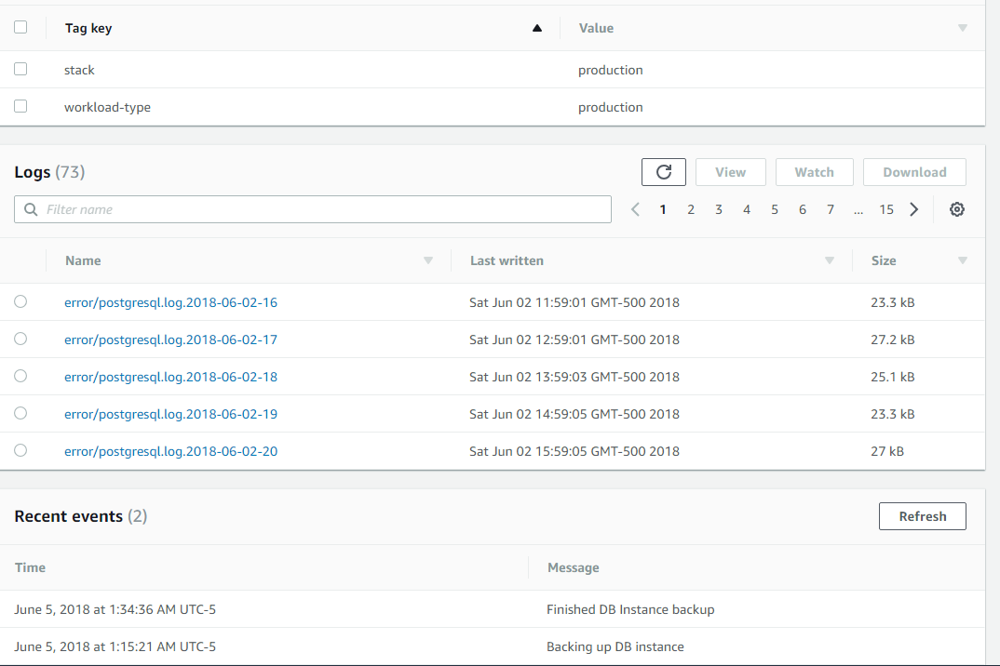 Tag key Value
stack production
workload-type production
Logs (73) View Watch Download
Filter name 1 2 3 4 5 6 7 ... 15
Name Last written Size
error/postgresql.log.2018-06-02-16 Sat Jun 02 11:59:01 GMT-500 2018 23.3 kB
error/postgresql.log.2018-06-02-17 Sat Jun 02 12:59:01 GMT-500 2018 27.2 kB
error/postgresql.log.2018-06-02-18 Sat Jun 02 13:59:03 GMT-500 2018 25.1 kB
error/postgresql.log.2018-06-02-19 Sat Jun 02 14:59:05 GMT-500 2018 23.3 kB
error/postgresql.log.2018-06-02-20 Sat Jun 02 15:59:05 GMT-500 2018 27 kB
Recent events (2) Refresh
Time Message
June 5, 2018 at 1:34:36 AM UTC-5 Finished DB Instance backup
June 5, 2018 at 1:15:21 AM UTC-5 Backing up DB instance